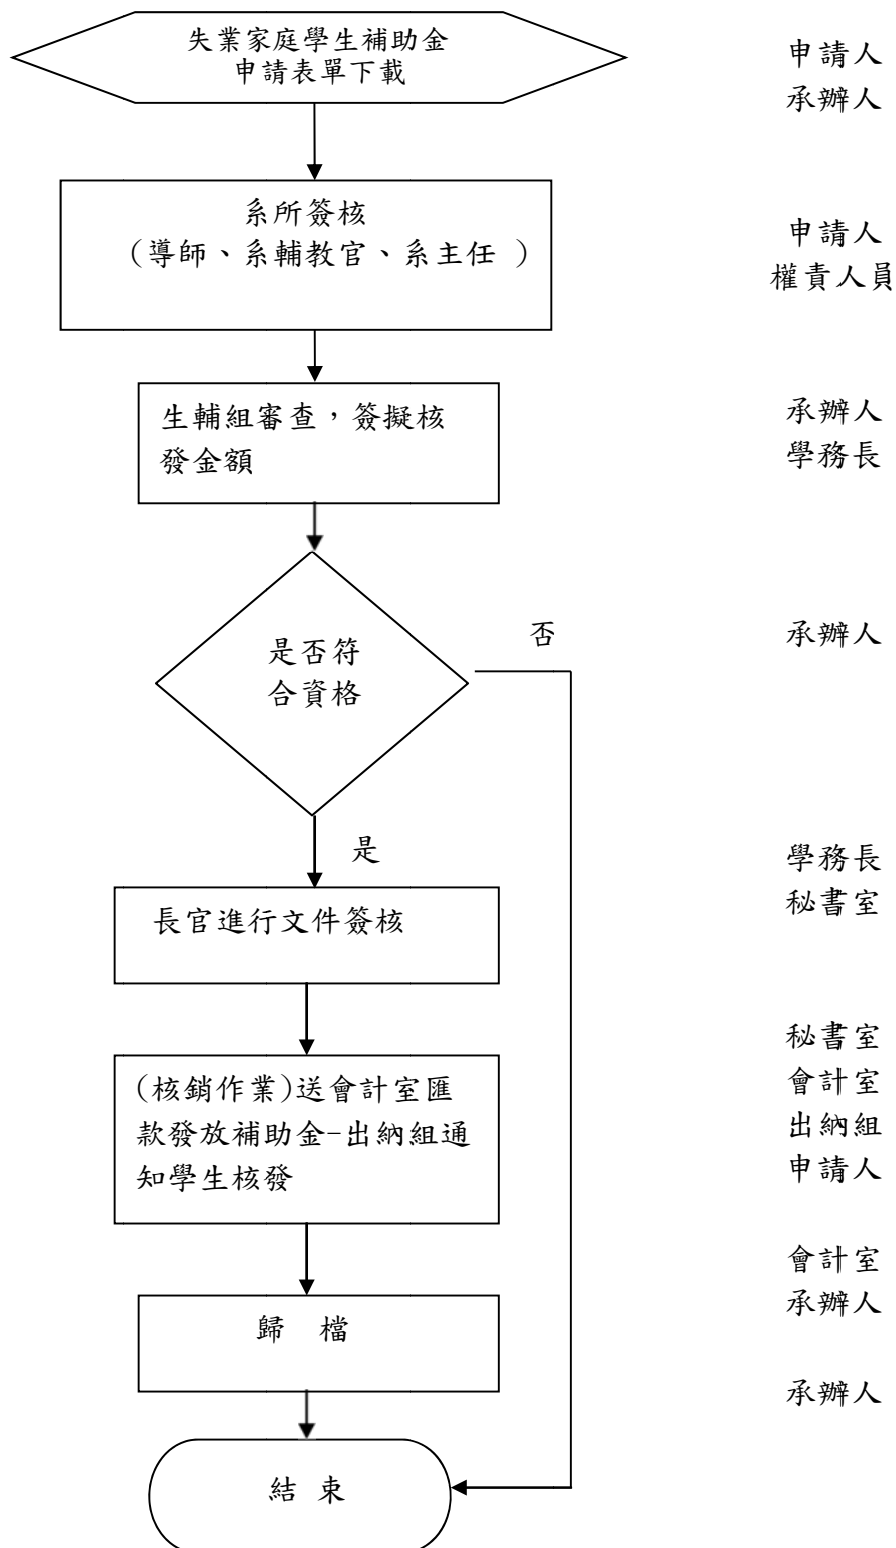 失業家庭學生補助金
申請表單下載
申請人
承辦人
系所簽核
（導師、系輔教官、系主任 ）
申請人
權責人員
生輔組審查，簽擬核
發金額
承辦人
學務長
是否符
合資格
否
承辦人
是
長官進行文件簽核
學務長
秘書室
(核銷作業)送會計室匯
款發放補助金-出納組通
知學生核發
秘書室
會計室
出納組
申請人
歸 檔
會計室
承辦人
結 束
承辦人